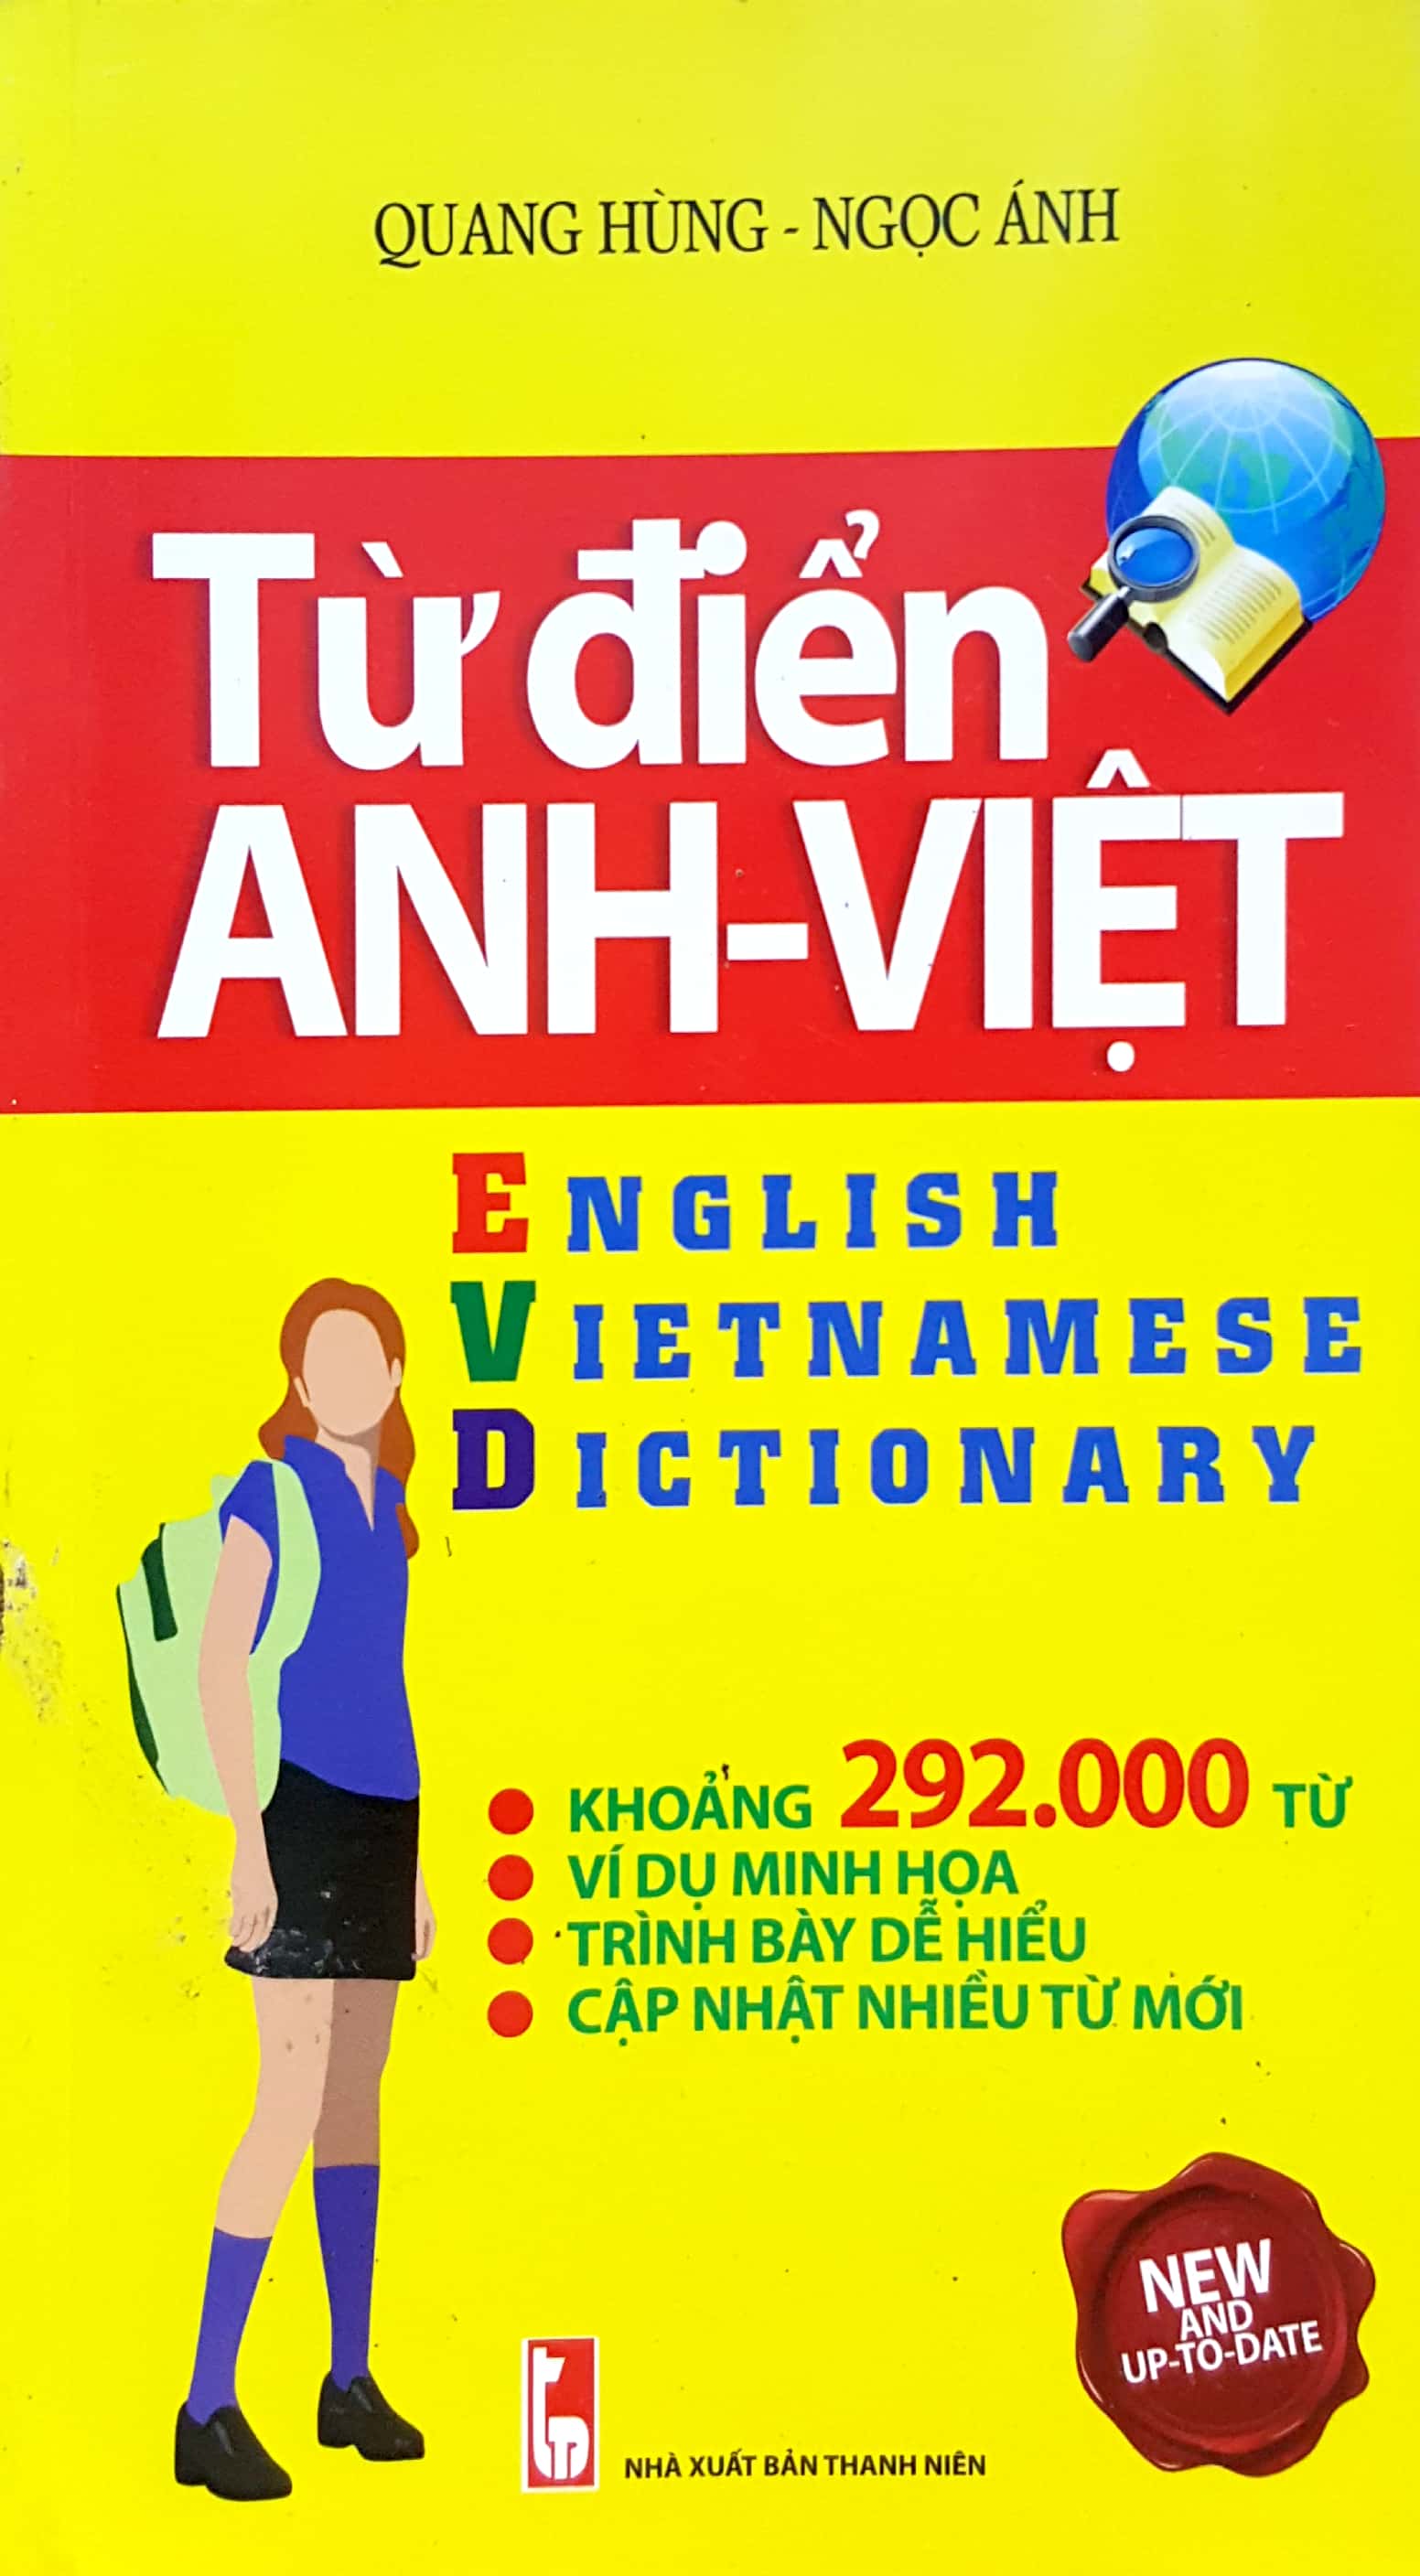 QUANG HÙNG - NGỌC ÁNH
Từ điển
ANH-VIỆT
ENGLISH
VIETNAMESE
DICTIONARY
KHOẢNG 292.000 TỪ
VÍ DỤ MINH HỌA
TRÌNH BÀY DỄ HIỂU
CẬP NHẬT NHIỀU TỪ MỚI
NEW
AND
UP-TO-DATE
NHÀ XUẤT BẢN THANH NIÊN